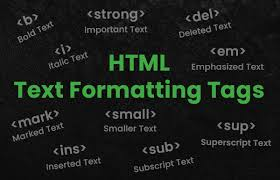 <b>
Bold Text
<strong>
Important Text
<del>
Deleted Text
<i>
Italic Text
HTML
<em>
Emphasized Text
Text Formatting Tags
<mark>
Marked Text
<small>
Smaller Text
<sup>
Superscript Text
<ins>
Inserted Text
<sub>
Subscript Text